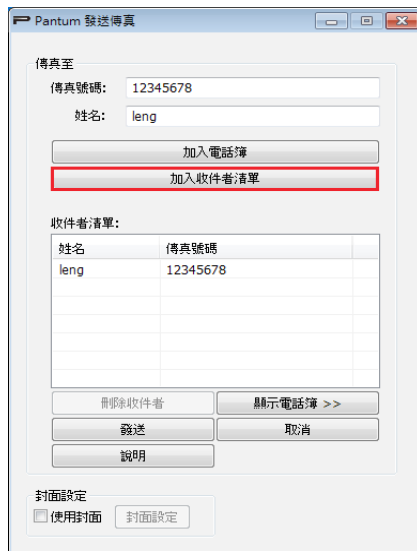 Pantum 發送傳真
傳真至
傳真號碼: 12345678
姓名: leng
加入電話簿
加入收件者清單
收件者清單:
姓名 傳真號碼
leng 12345678
刪除收件者 顯示電話簿 >>
發送 取消
說明
封面設定
使用封面 封面設定